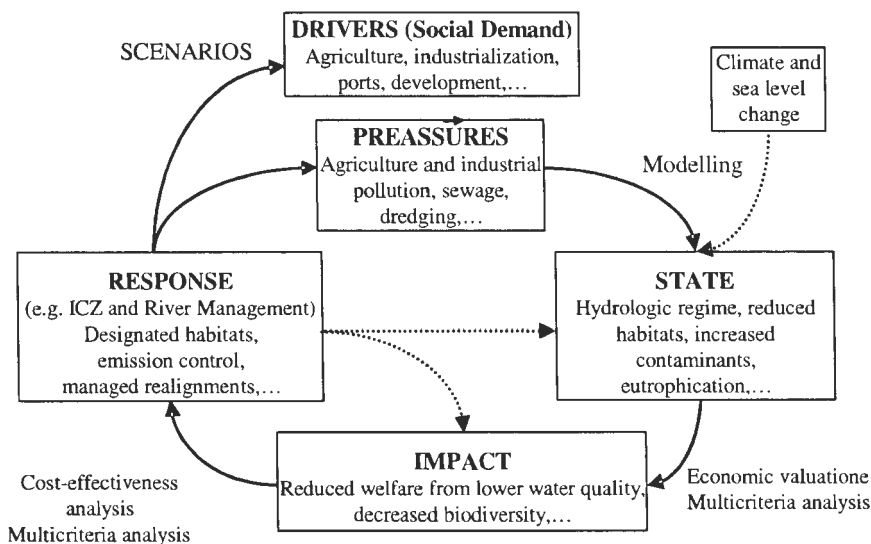 DRIVERS (Social Demand)
Agriculture, industrialization,
ports, development,...
SCENARIOS
Climate and
sea level
change
PREASSURES
Agriculture and industrial
pollution, sewage,
dredging,...
Modelling
RESPONSE
(e.g. ICZ and River Management)
Designated habitats,
emission control,
managed realignments,...
STATE
Hydrologic regime, reduced
habitats, increased
contaminants,
eutrophication,...
IMPACT
Reduced welfare from lower water quality,
decreased biodiversity,...
Cost-effectiveness
analysis
Multicriteria analysis
Economic valuatione
Multicriteria analysis